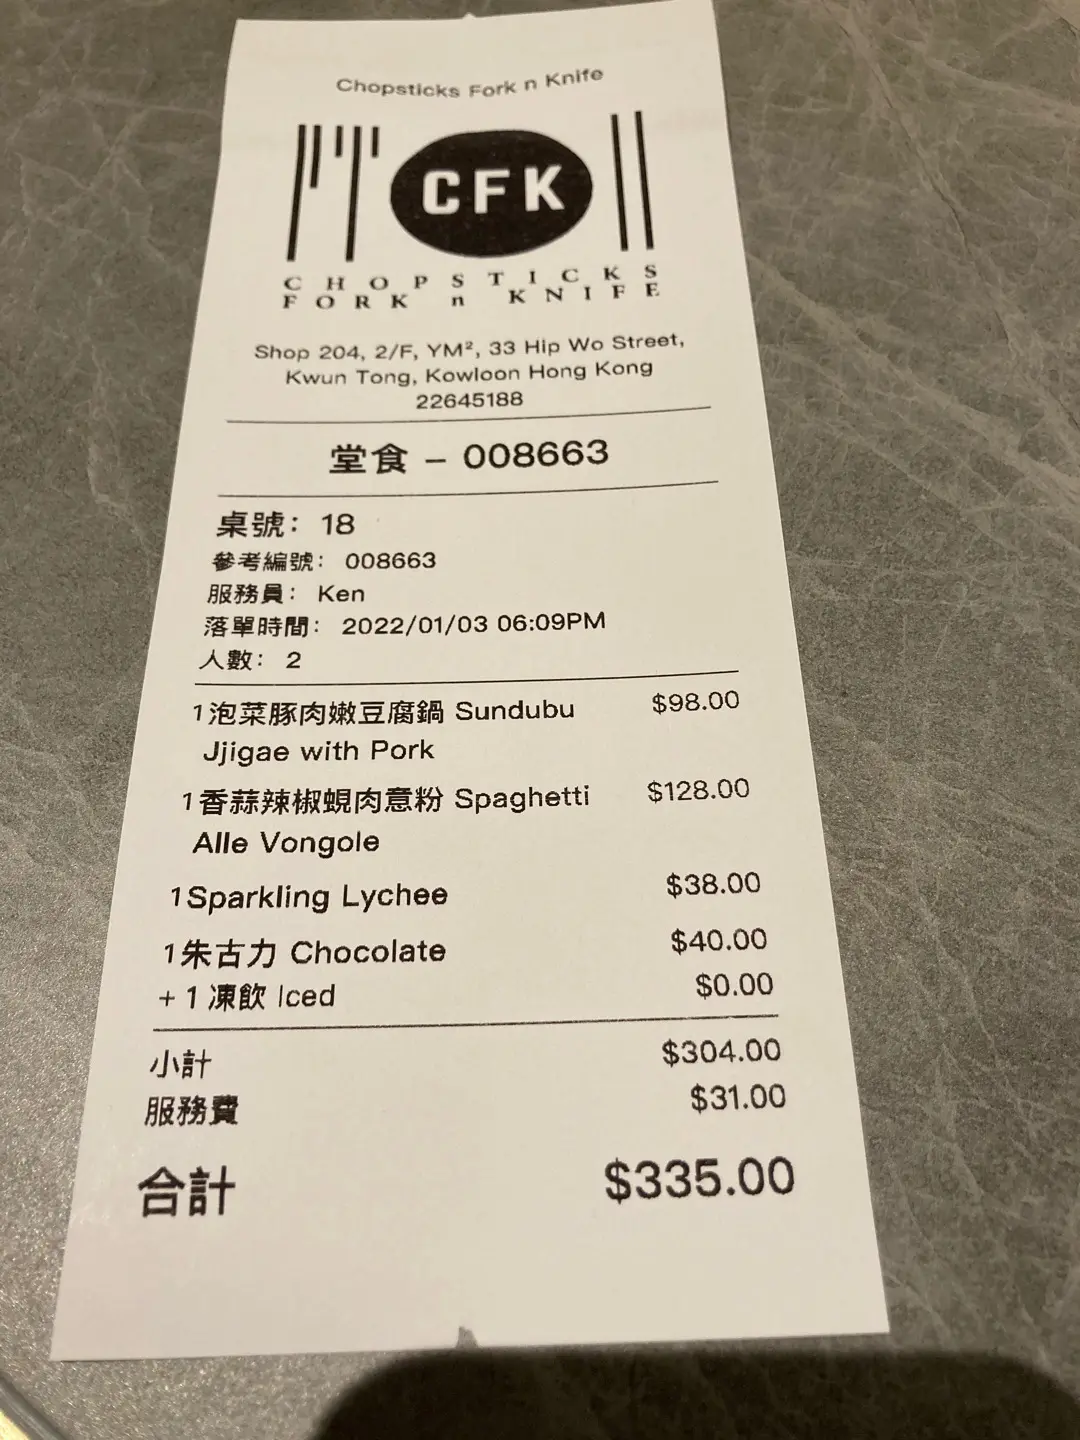 Chopsticks Fork n Knife
CFK
CHOPSTICKS
FORK n KNIFE
Shop 204, 2/F, YM², 33 Hip Wo Street,
Kwun Tong, Kowloon Hong Kong
22645188
堂食 – 008663
桌號： 18
參考編號： 008663
服務員： Ken
落單時間： 2022/01/03 06:09PM
人數： 2
1 泡菜豚肉嫩豆腐鍋 Sundubu $98.00
Jjigae with Pork
1 香蒜辣椒蜆肉意粉 Spaghetti $128.00
Alle Vongole
1 Sparkling Lychee $38.00
1 朱古力 Chocolate $40.00
+ 1 凍飲 Iced $0.00
小計 $304.00
服務費 $31.00
合計 $335.00